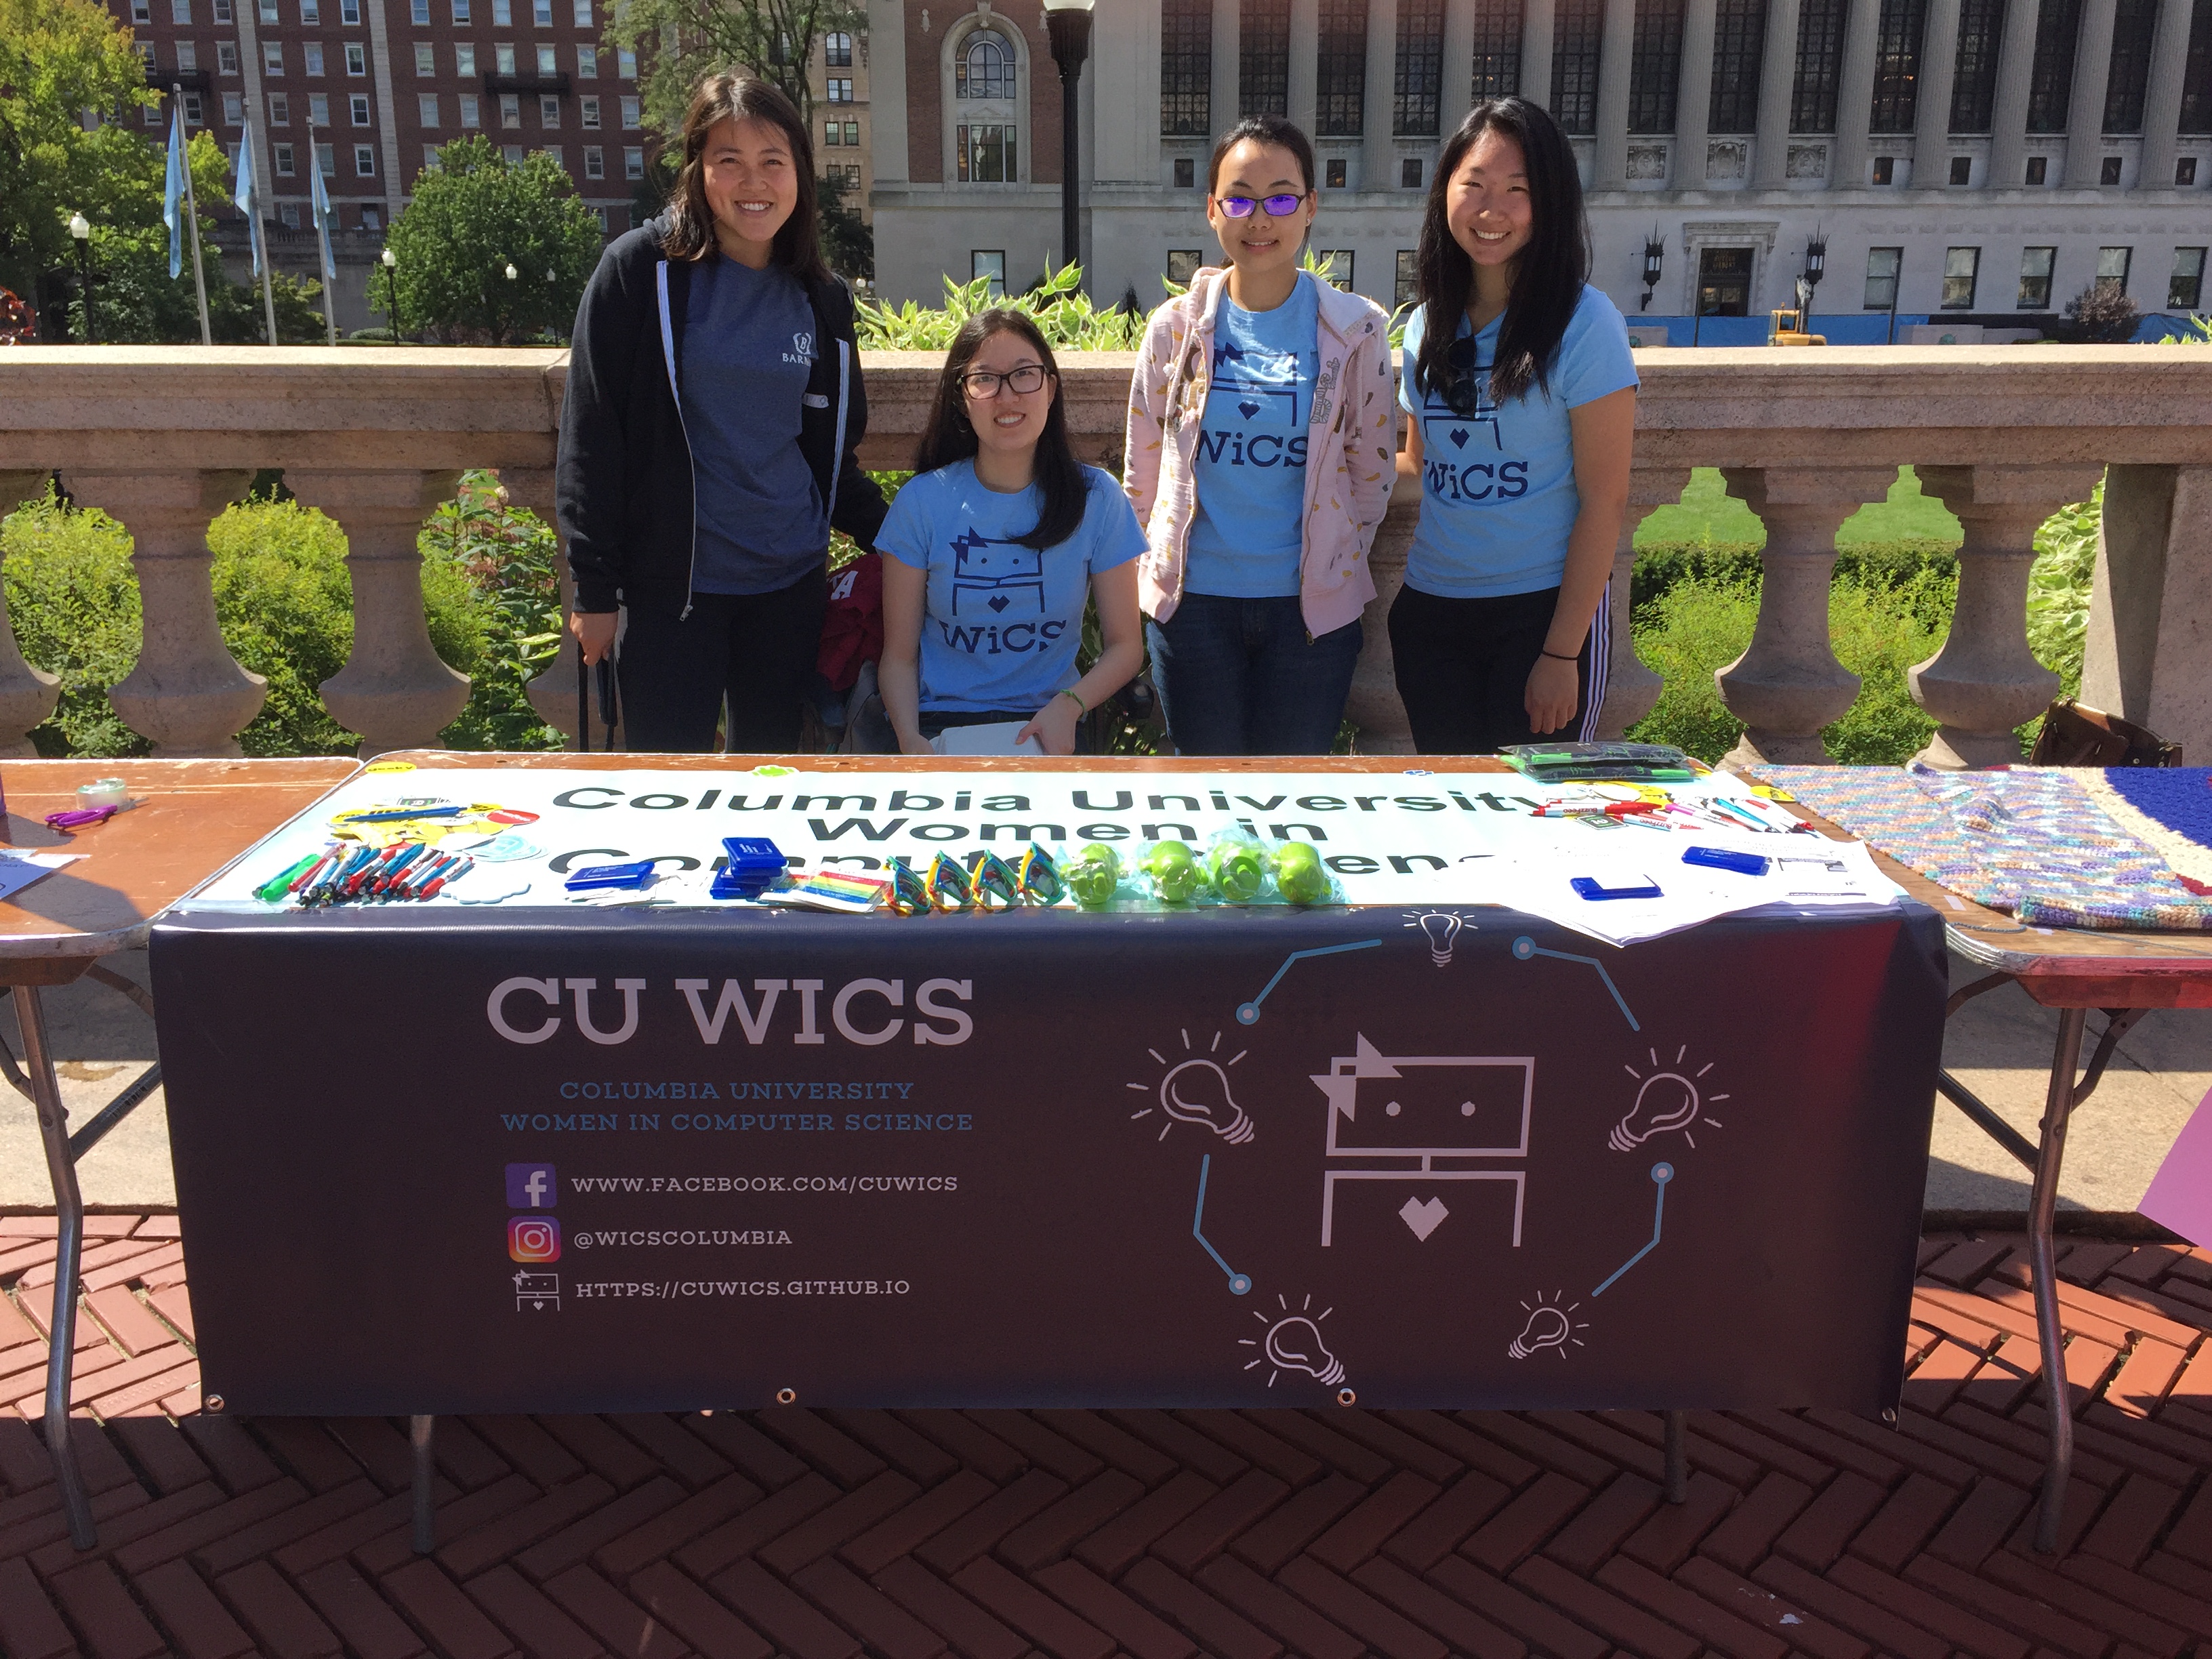 BAR
WiCS
WiCS
WiCS
Columbia University
Women in
CU WICS
COLUMBIA UNIVERSITY
WOMEN IN COMPUTER SCIENCE
WWW.FACEBOOK.COM/CUWICS
@WICSCOLUMBIA
HTTPS://CUWICS.GITHUB.IO